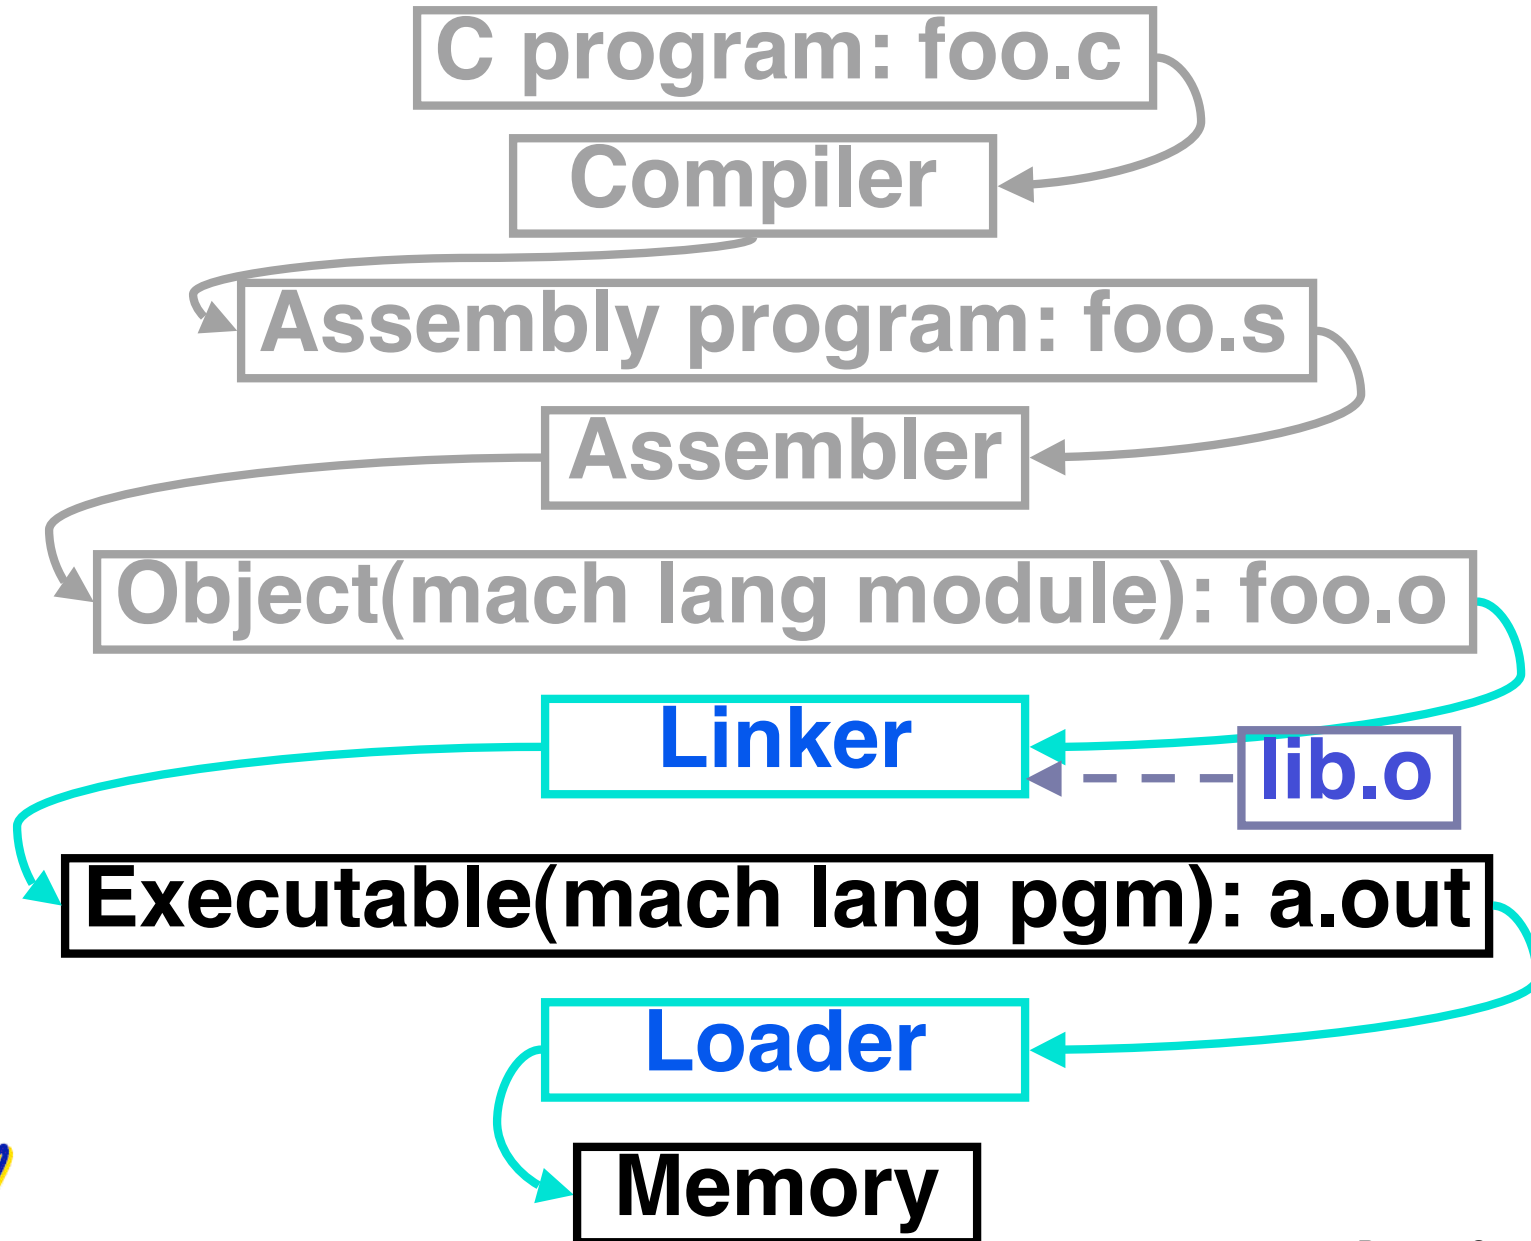 C program: foo.c
Compiler
Assembly program: foo.s
Assembler
Object(mach lang module): foo.o
Linker
lib.o
Executable(mach lang pgm): a.out
Loader
Memory